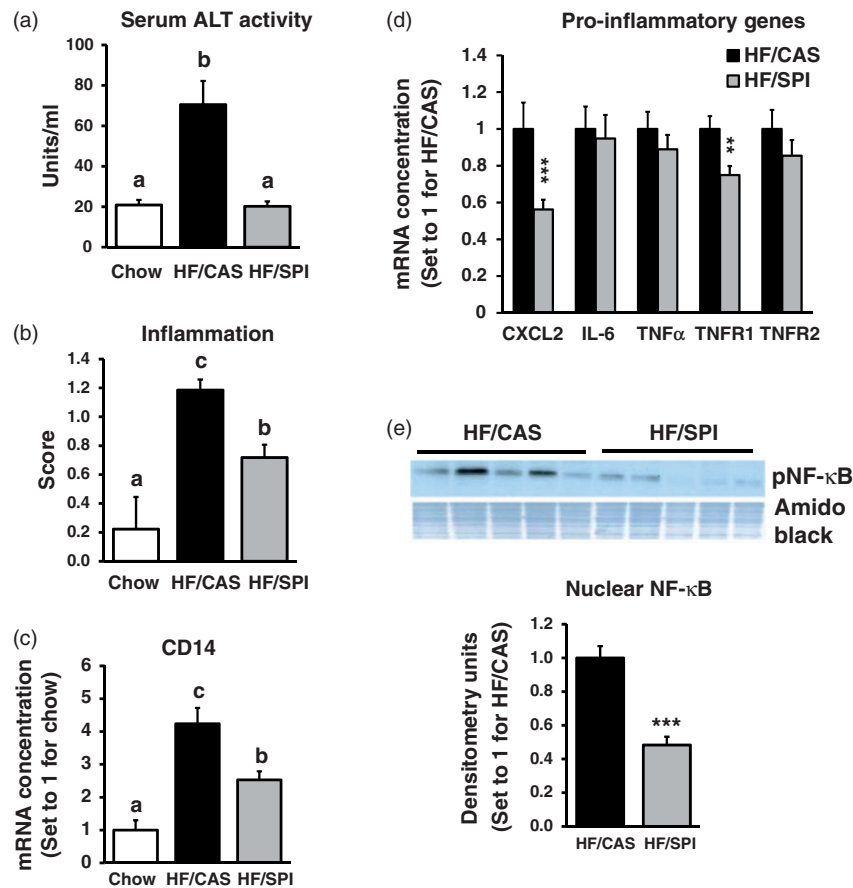 (a)
Serum ALT activity
Units/ml
100
80
60
40
20
0
a
b
a
Chow HF/CAS HF/SPI
(b)
Inflammation
Score
1.4
1.2
1.0
0.8
0.6
0.4
0.2
0.0
a
c
b
Chow HF/CAS HF/SPI
(c)
CD14
mRNA concentration
(Set to 1 for chow)
6
5
4
3
2
1
0
a
c
b
Chow HF/CAS HF/SPI
(d)
Pro-inflammatory genes
HF/CAS
HF/SPI
mRNA concentration
(Set to 1 for HF/CAS)
1.4
1.2
1
0.8
0.6
0.4
0.2
0
***
**
CXCL2 IL-6 TNFα TNFR1 TNFR2
(e)
HF/CAS HF/SPI
pNF-κB
Amido
black
Nuclear NF-κB
Densitometry units
(Set to 1 for HF/CAS)
1.2
1.0
0.8
0.6
0.4
0.2
0.0
***
HF/CAS HF/SPI